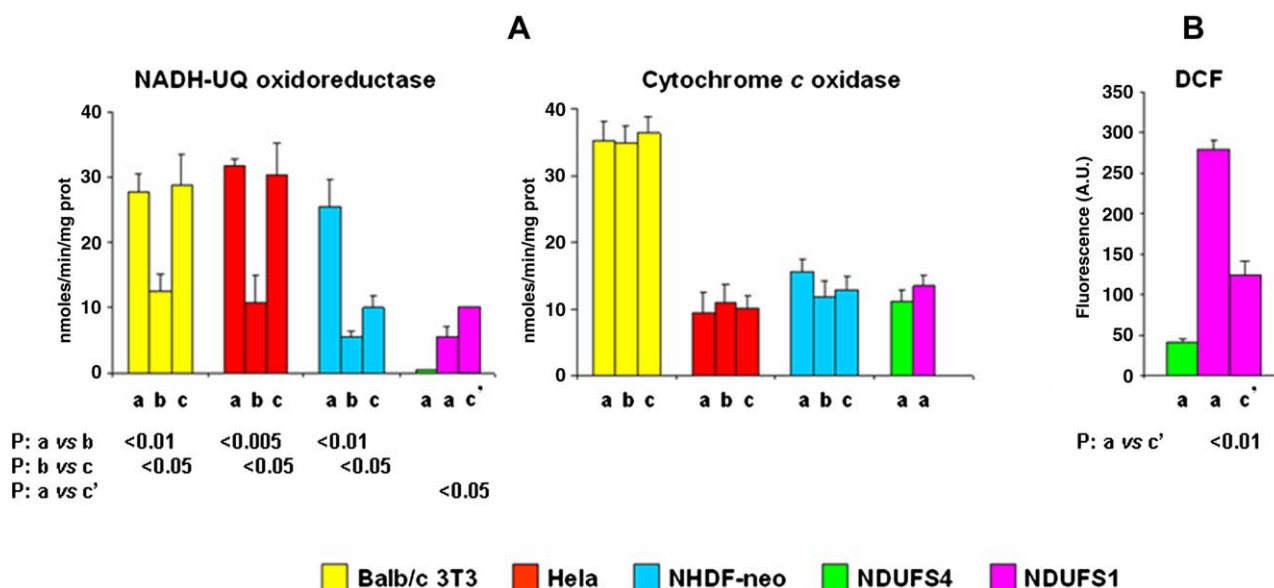 A
B
NADH-UQ oxidoreductase
Cytochrome c oxidase
DCF
nmoles/min/mg prot
40
30
20
10
0
a b c a b c a b c a a c'
P: a vs b <0.01 <0.005 <0.01
P: b vs c <0.05 <0.05 <0.05
P: a vs c' <0.05
nmoles/min/mg prot
40
30
20
10
0
a b c a b c a b c a a
Fluorescence (A.U.)
350
300
250
200
150
100
50
0
a a c'
P: a vs c' <0.01
Balb/c 3T3 Hela NHDF-neo NDUFS4 NDUFS1